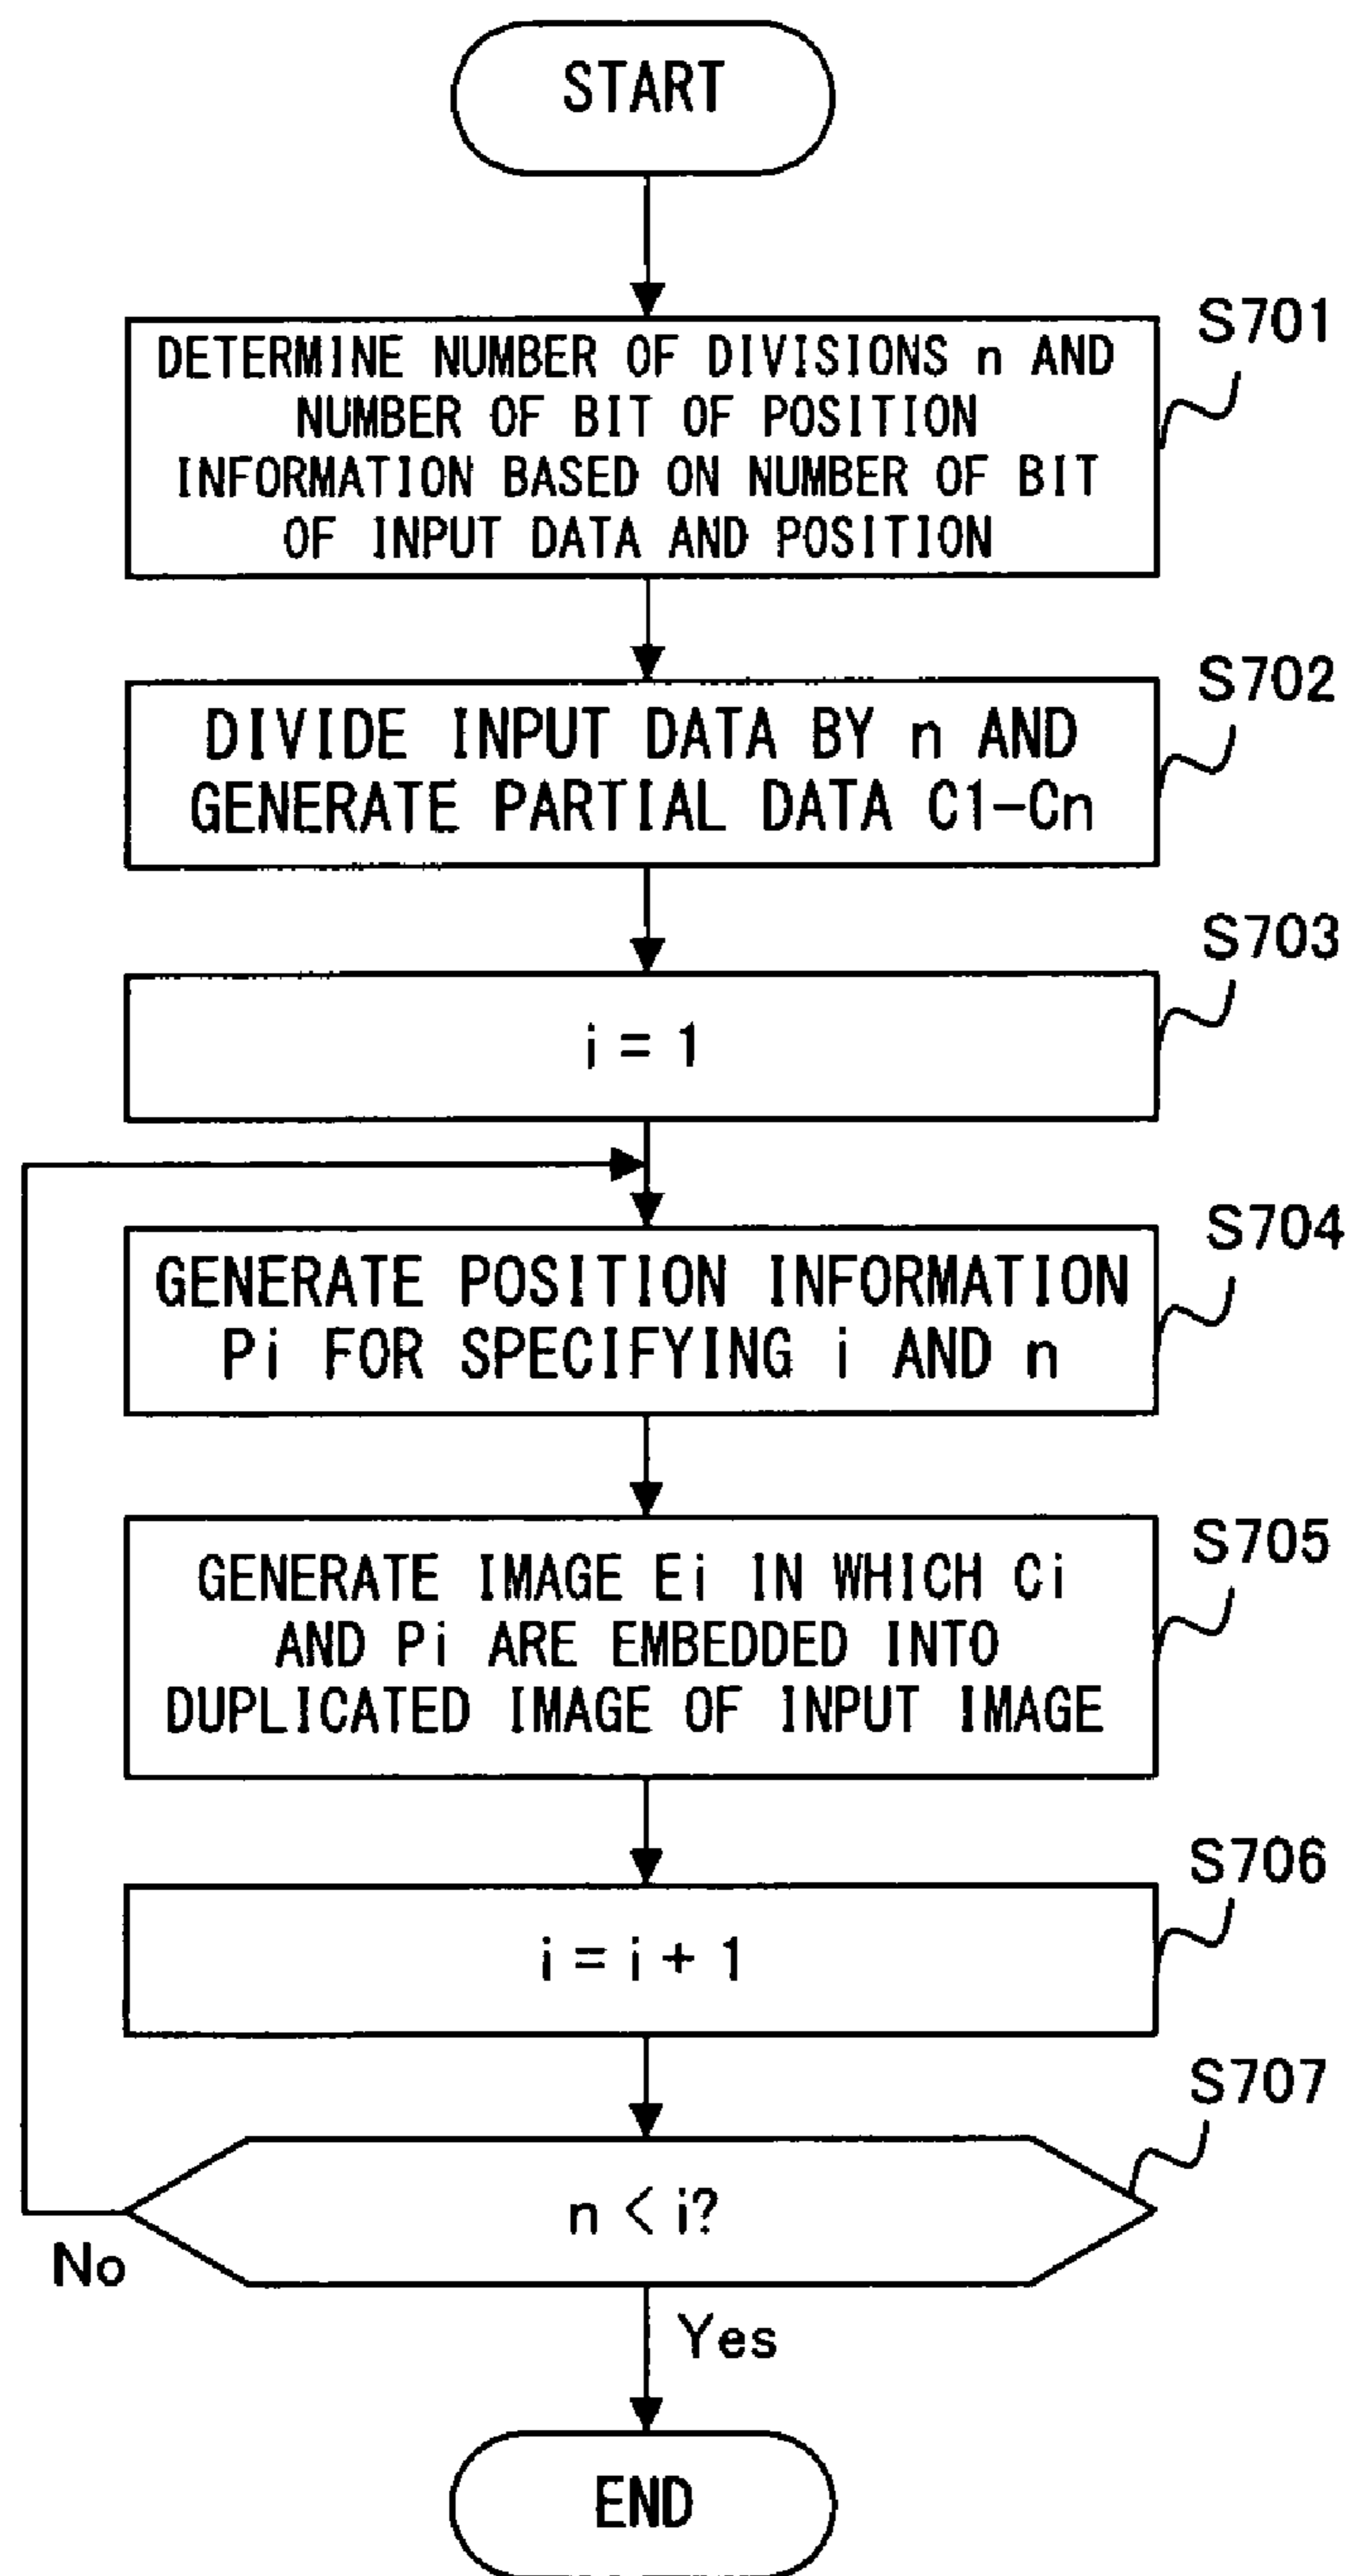 START
S701
DETERMINE NUMBER OF DIVISIONS n AND
NUMBER OF BIT OF POSITION
INFORMATION BASED ON NUMBER OF BIT
OF INPUT DATA AND POSITION
S702
DIVIDE INPUT DATA BY n AND
GENERATE PARTIAL DATA C1-Cn
S703
i = 1
S704
GENERATE POSITION INFORMATION
Pi FOR SPECIFYING i AND n
S705
GENERATE IMAGE Ei IN WHICH Ci
AND Pi ARE EMBEDDED INTO
DUPLICATED IMAGE OF INPUT IMAGE
S706
i = i + 1
S707
n < i?
No
Yes
END